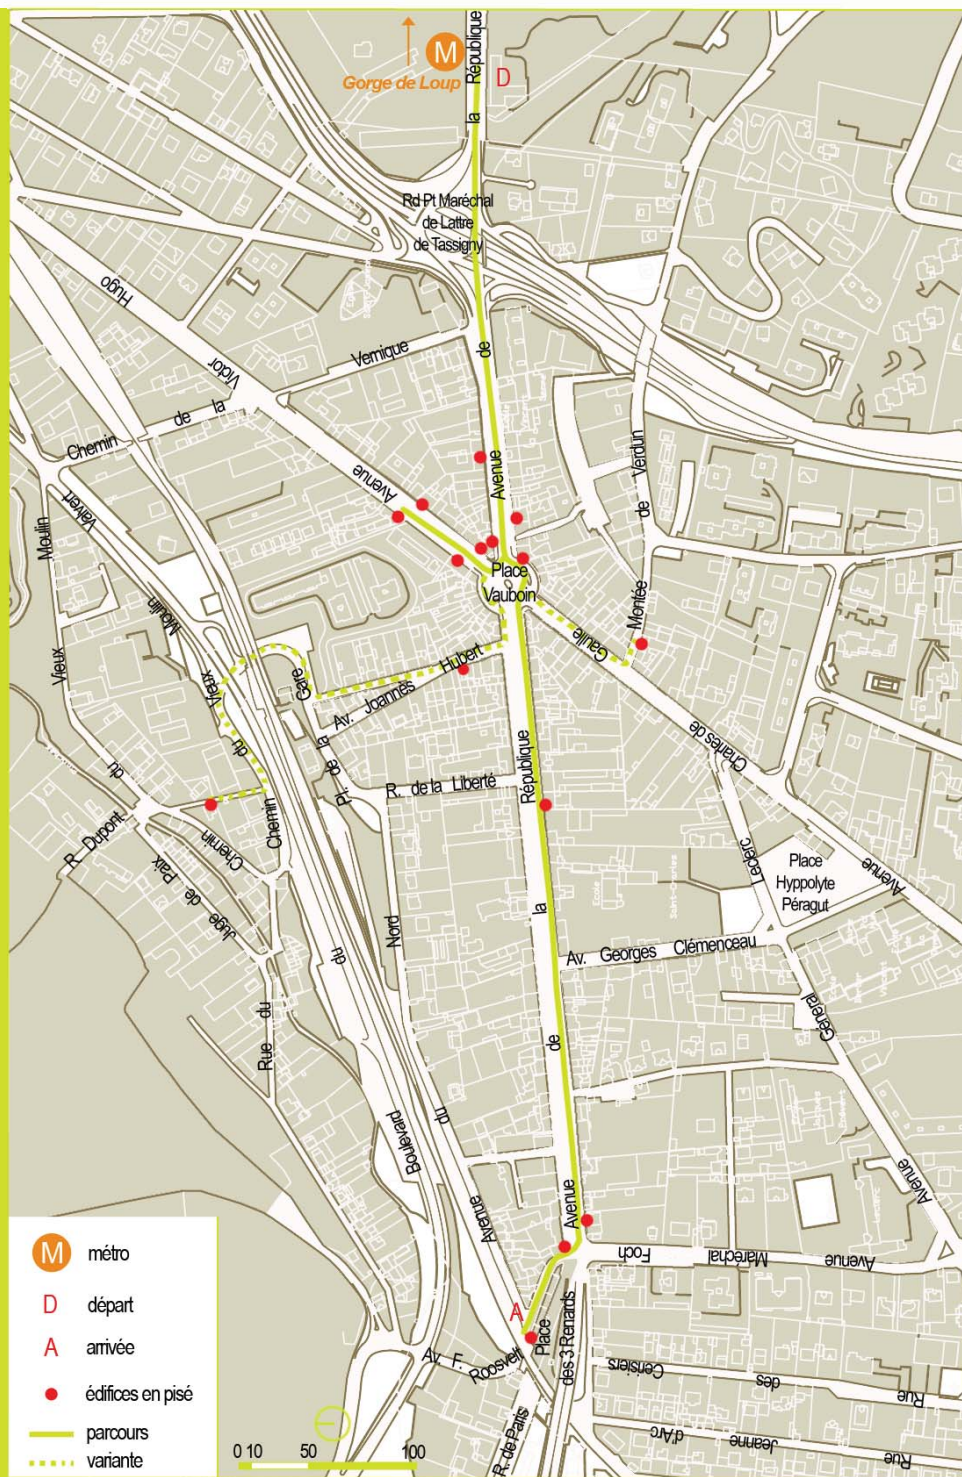 M
Gorge de Loup
République
D
la
Rd Pt Maréchal
de Lattre
de Tassigny
Hugo
Victor
Avenue
Chemin de la Vernique
de
Avenue
Montée de Verdun
Valvert
Moulin
Vieux
du
Place
Vauboin
Moulin
Vieux
du
Chemin
Gare
Pl. de la
Av. Joannès Hubert
Gaulle
Charles de
Avenue
R. de la Liberté
République
la
de
Avenue
R. Dupont
Chemin
Juge de Paix
Rue du
Nord
du
Boulevard
du
Avenue
Ecole
Saint-Charles
Leclerc
Place
Hyppolyte
Péragut
Av. Georges Clémenceau
Général
Avenue
Foch Maréchal Avenue
A
Place
des 3 Renards
Av. F. Roosvelt
R. de Paris
Cerisiers des Rue
d'Arc Jeanne Rue
M métro
D départ
A arrivée
édifices en pisé
parcours
variante
0 10 50 100